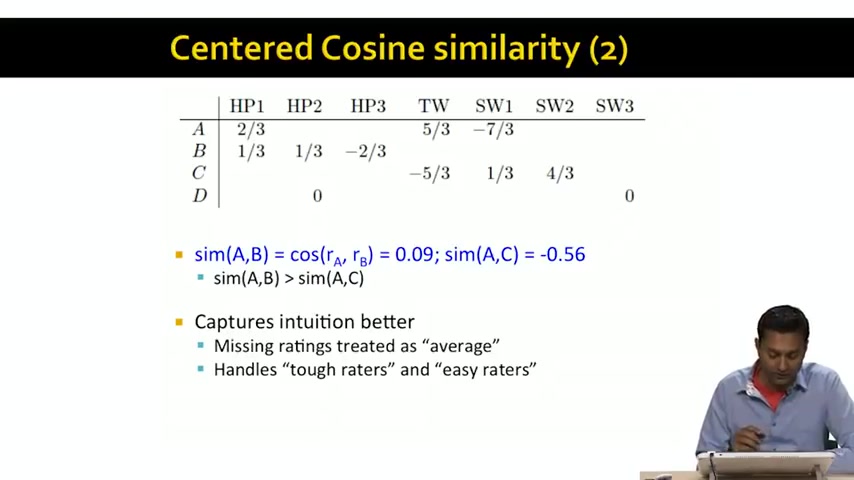 Centered Cosine similarity (2)
HP1 HP2 HP3 TW SW1 SW2 SW3
A 2/3 5/3 −7/3
B 1/3 1/3 −2/3
C −5/3 1/3 4/3
D 0 0
sim(A,B) = cos(rA, rB) = 0.09; sim(A,C) = -0.56
sim(A,B) > sim(A,C)
Captures intuition better
Missing ratings treated as “average”
Handles “tough raters” and “easy raters”